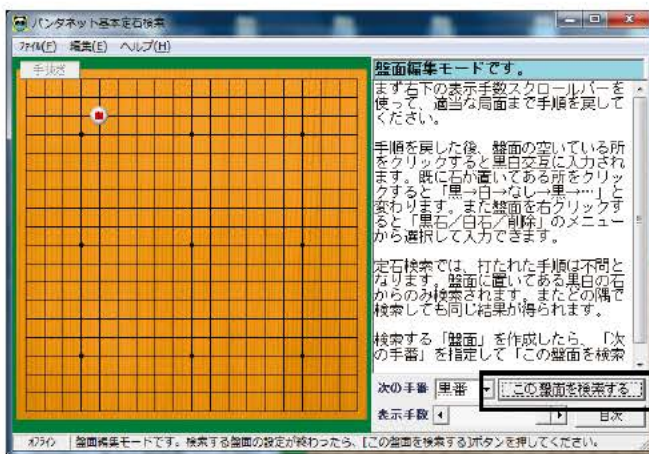 パンダネット基本定石検索
ファイル(F) 編集(E) ヘルプ(H)
手抜き
盤面編集モードです。
まず右下の表示手数スクロールバーを
使って、適当な局面まで手順を戻して
ください。
手順を戻した後、盤面の空いている所
をクリックすると黒白交互に入力され
ます。既に石が置いてある所をクリッ
クすると「黒→白→なし→黒→…」と
変わります。また盤面を右クリックす
ると「黒石/白石/削除」のメニュー
から選択して入力できます。
定石検索では、打たれた手順は不問と
なります。盤面に置いてある黒白の石
からのみ検索されます。またどの隅で
検索しても同じ結果が得られます。
検索する「盤面」を作成したら、「次
の手番」を指定して「この盤面を検索
次の手番 黒番 この盤面を検索する
表示手数 目次
オフライン 盤面編集モードです。検索する盤面の設定が終わったら、[この盤面を検索する]ボタンを押してください。